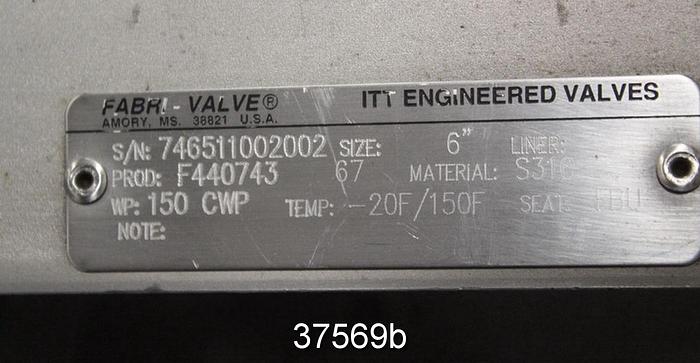 FABRI-VALVE® ITT ENGINEERED VALVES
AMORY, MS. 38821 U.S.A.
S/N: 746511002002 SIZE: 6" LINER:
PROD: F440743 67 MATERIAL: S316
WP: 150 CWP TEMP: -20F/150F SEAT:
NOTE:
37569b